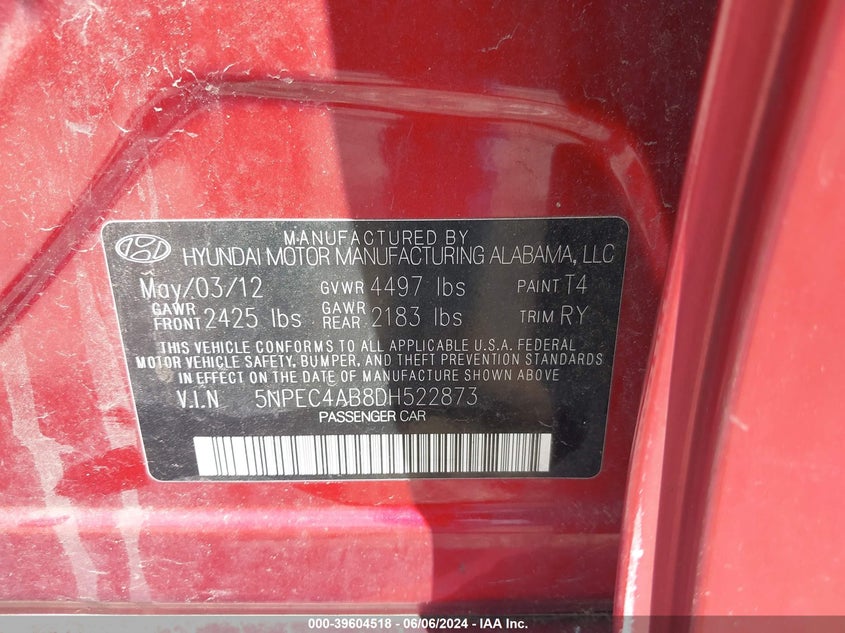 MANUFACTURED BY
HYUNDAI MOTOR MANUFACTURING ALABAMA, LLC
May/03/12 GVWR 4497 lbs PAINT T4
GAWR FRONT 2425 lbs GAWR REAR 2183 lbs TRIM RY
THIS VEHICLE CONFORMS TO ALL APPLICABLE U.S.A. FEDERAL
MOTOR VEHICLE SAFETY, BUMPER, AND THEFT PREVENTION STANDARDS
IN EFFECT ON THE DATE OF MANUFACTURE SHOWN ABOVE
V.I.N 5NPEC4AB8DH522873
PASSENGER CAR
000-39604518 - 06/06/2024 - IAA Inc.